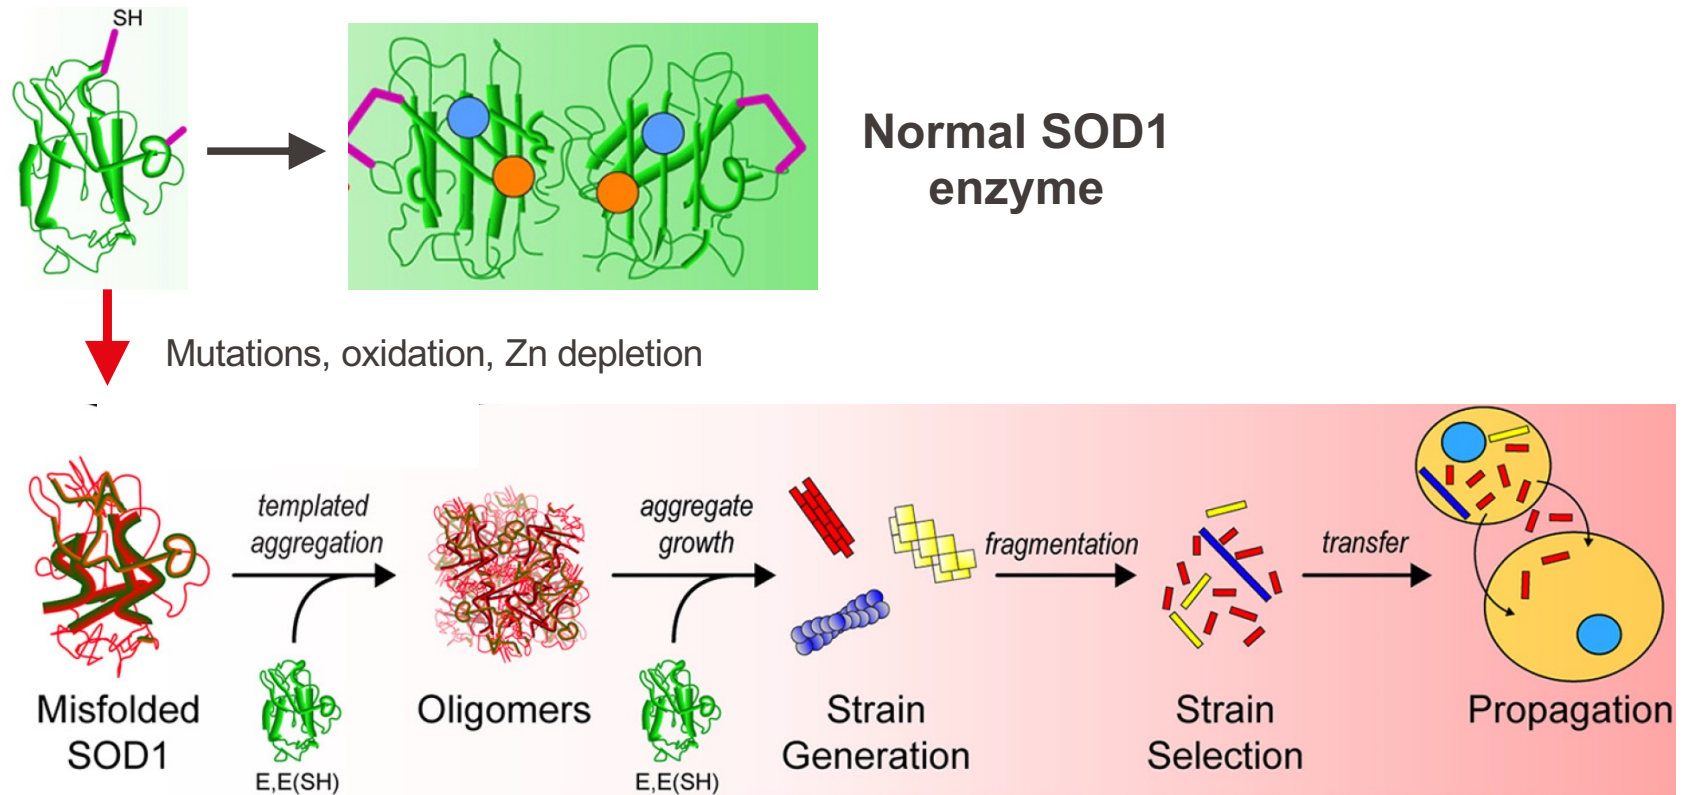 SH
Normal SOD1
enzyme
Mutations, oxidation, Zn depletion
templated
aggregation
aggregate
growth
fragmentation
transfer
Misfolded
SOD1
E,E(SH)
Oligomers
E,E(SH)
Strain
Generation
Strain
Selection
Propagation